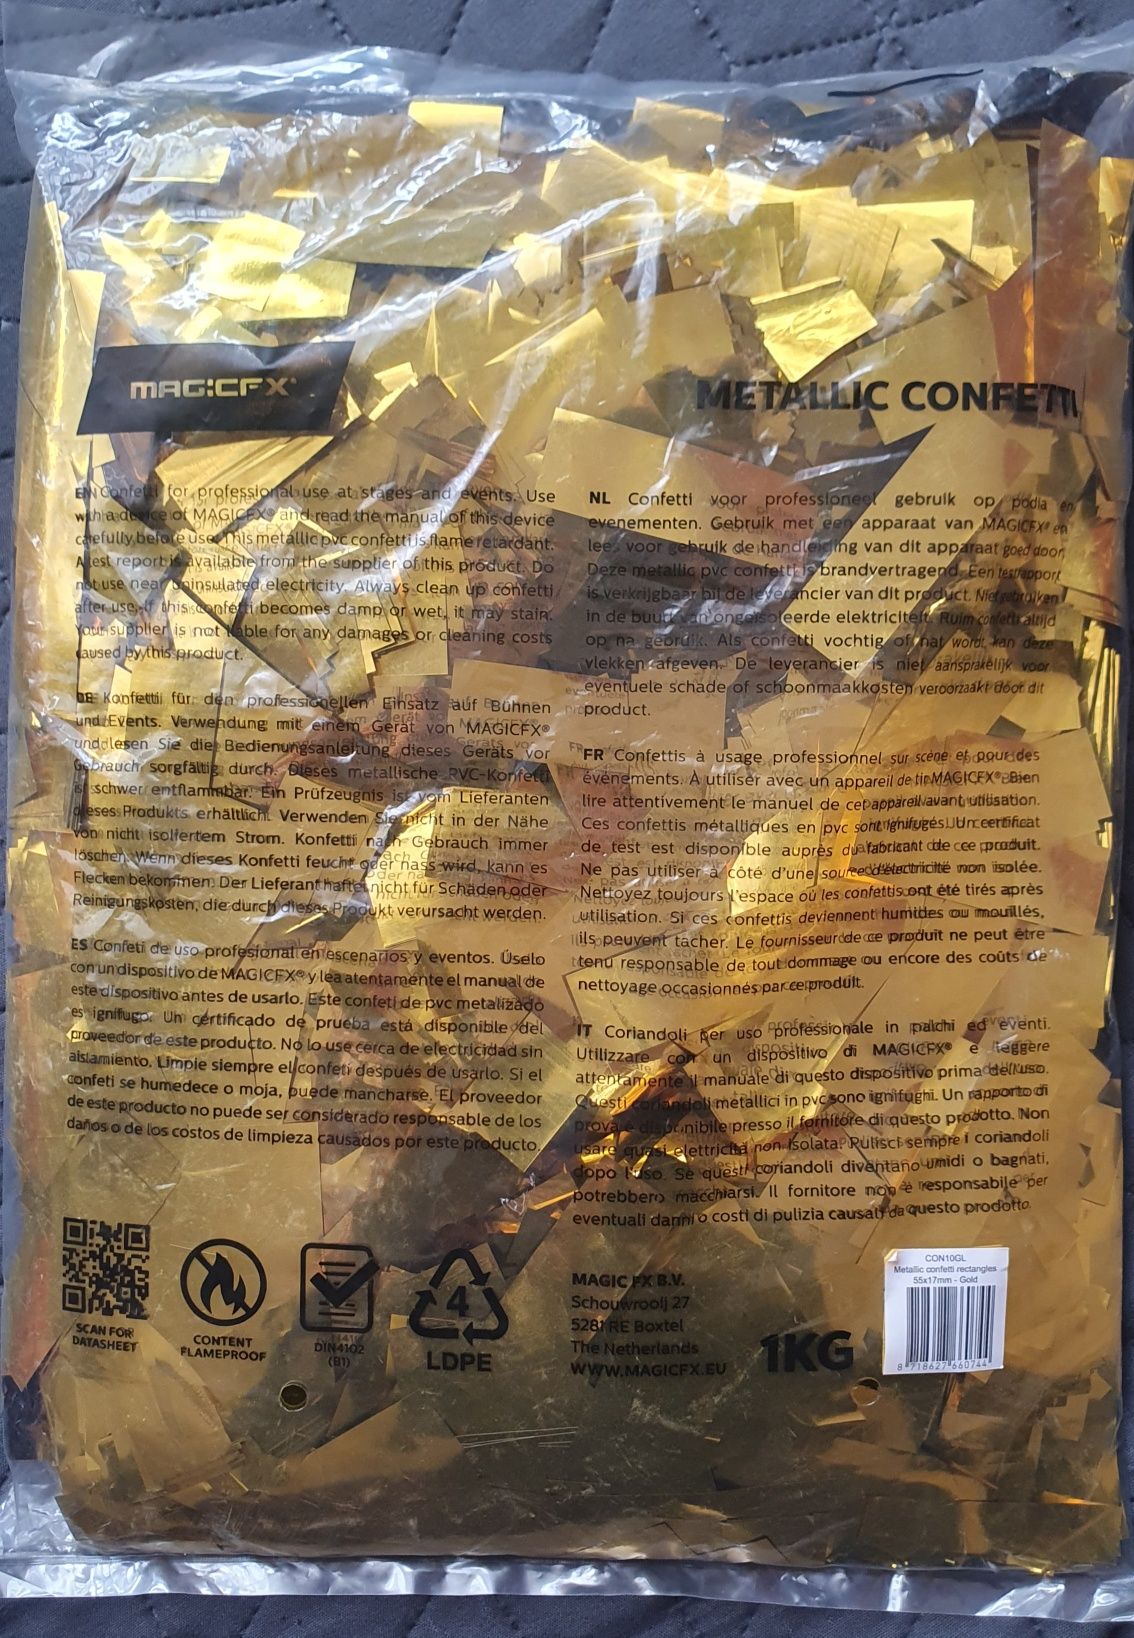 MAGICFX®
METALLIC CONFETTI
EN Confetti for professional use at stages and events. Use
with a device of MAGICFX® and read the manual of this device
carefully before use. This metallic pvc confetti is flame retardant.
A test report is available from the supplier of this product. Do
not use near uninsulated electricity. Always clean up confetti
after use. If this confetti becomes damp or wet, it may stain.
Your supplier is not liable for any damages or cleaning costs
caused by this product.
DE Konfetti für den professionellen Einsatz auf Bühnen
und Events. Verwendung mit einem Gerät von MAGICFX®
und lesen Sie die Bedienungsanleitung dieses Geräts vor
Gebrauch sorgfältig durch. Dieses metallische PVC-Konfetti
ist schwer entflammbar. Ein Prüfzeugnis ist vom Lieferanten
dieses Produkts erhältlich. Verwenden Sie nicht in der Nähe
von nicht isoliertem Strom. Konfetti nach Gebrauch immer
löschen. Wenn dieses Konfetti feucht oder nass wird, kann es
Flecken bekommen. Der Lieferant haftet nicht für Schäden oder
Reinigungskosten, die durch dieses Produkt verursacht werden.
ES Confeti de uso profesional en escenarios y eventos. Úselo
con un dispositivo de MAGICFX® y lea atentamente el manual de
este dispositivo antes de usarlo. Este confeti de pvc metalizado
es ignífugo. Un certificado de prueba está disponible del
proveedor de este producto. No lo use cerca de electricidad sin
aislamiento. Limpie siempre el confeti después de usarlo. Si el
confeti se humedece o moja, puede mancharse. El proveedor
de este producto no puede ser considerado responsable de los
daños o de los costos de limpieza causados por este producto.
NL Confetti voor professioneel gebruik op podia en
evenementen. Gebruik met een apparaat van MAGICFX® en
lees voor gebruik de handleiding van dit apparaat goed door.
Deze metallic pvc confetti is brandvertragend. Een testrapport
is verkrijgbaar bij de leverancier van dit product. Niet gebruiken
in de buurt van ongeisoleerde elektriciteit. Ruim confetti altijd
op na gebruik. Als confetti vochtig of nat wordt, kan deze
vlekken afgeven. De leverancier is niet aansprakelijk voor
eventuele schade of schoonmaakkosten veroorzaakt door dit
product.
FR Confettis à usage professionnel sur scène et pour des
événements. À utiliser avec un appareil de tir MAGICFX®. Bien
lire attentivement le manuel de cet appareil avant utilisation.
Ces confettis métalliques en pvc sont ignifugés. Un certificat
de test est disponible auprès du fabricant de ce produit.
Ne pas utiliser à côté d'une source d'électricité non isolée.
Nettoyez toujours l'espace où les confettis ont été tirés après
utilisation. Si ces confettis deviennent humides ou mouillés,
ils peuvent tâcher. Le fournisseur de ce produit ne peut être
tenu responsable de tout dommage ou encore des coûts de
nettoyage occasionnés par ce produit.
IT Coriandoli per uso professionale in palchi ed eventi.
Utilizzare con un dispositivo di MAGICFX® e leggere
attentamente il manuale di questo dispositivo prima dell'uso.
Questi coriandoli metallici in pvc sono ignifughi. Un rapporto di
prova è disponibile presso il fornitore di questo prodotto. Non
usare quasi elettricità non isolata. Pulisci sempre i coriandoli
dopo l'uso. Se questi coriandoli diventano umidi o bagnati,
potrebbero macchiarsi. Il fornitore non è responsabile per
eventuali danni o costi di pulizia causati da questo prodotto.
SCAN FOR
DATASHEET
CONTENT
FLAMEPROOF
DIN4102
(B1)
4
LDPE
MAGIC FX B.V.
Schouwrooij 27
5281 RE Boxtel
The Netherlands
WWW.MAGICFX.EU
1KG
CON10GL
Metallic confetti rectangles
55x17mm - Gold
8 718627 660744